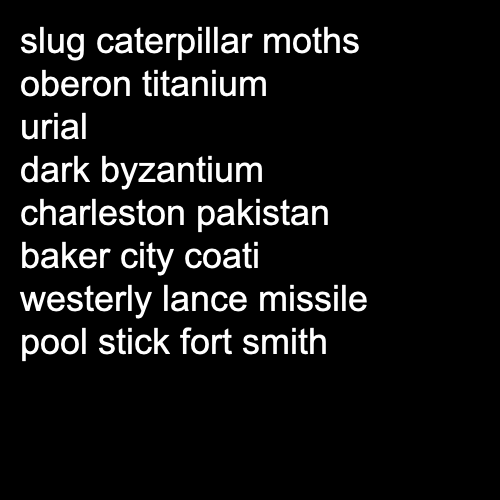 slug caterpillar moths
oberon titanium
urial
dark byzantium
charleston pakistan
baker city coati
westerly lance missile
pool stick fort smith